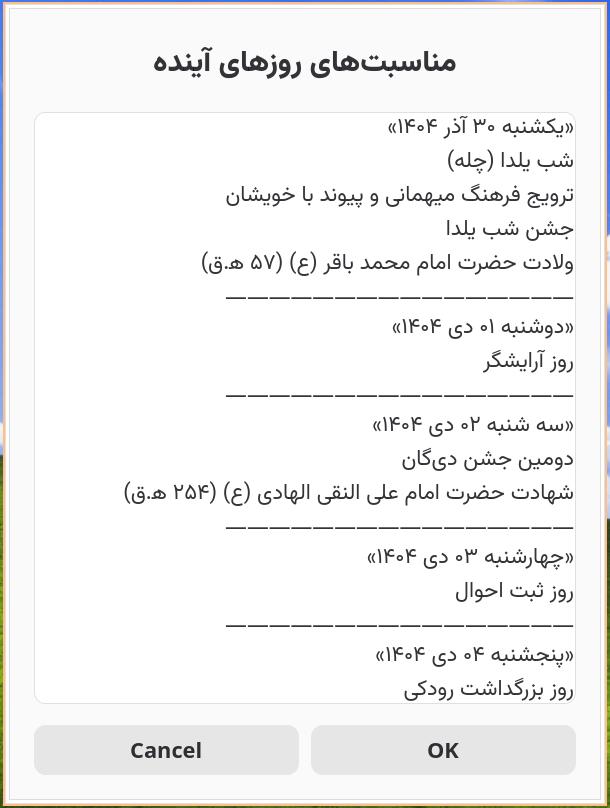 مناسبت‌های روزهای آینده
«یکشنبه ۳۰ آذر ۱۴۰۴»
شب یلدا (چله)
ترویج فرهنگ میهمانی و پیوند با خویشان
جشن شب یلدا
ولادت حضرت امام محمد باقر (ع) (۵۷ ه.ق)
————————————————
«دوشنبه ۰۱ دی ۱۴۰۴»
روز آرایشگر
————————————————
«سه شنبه ۰۲ دی ۱۴۰۴»
دومین جشن دی‌گان
شهادت حضرت امام علی النقی الهادی (ع) (۲۵۴ ه.ق)
————————————————
«چهارشنبه ۰۳ دی ۱۴۰۴»
روز ثبت احوال
————————————————
«پنجشنبه ۰۴ دی ۱۴۰۴»
روز بزرگداشت رودکی
Cancel
OK